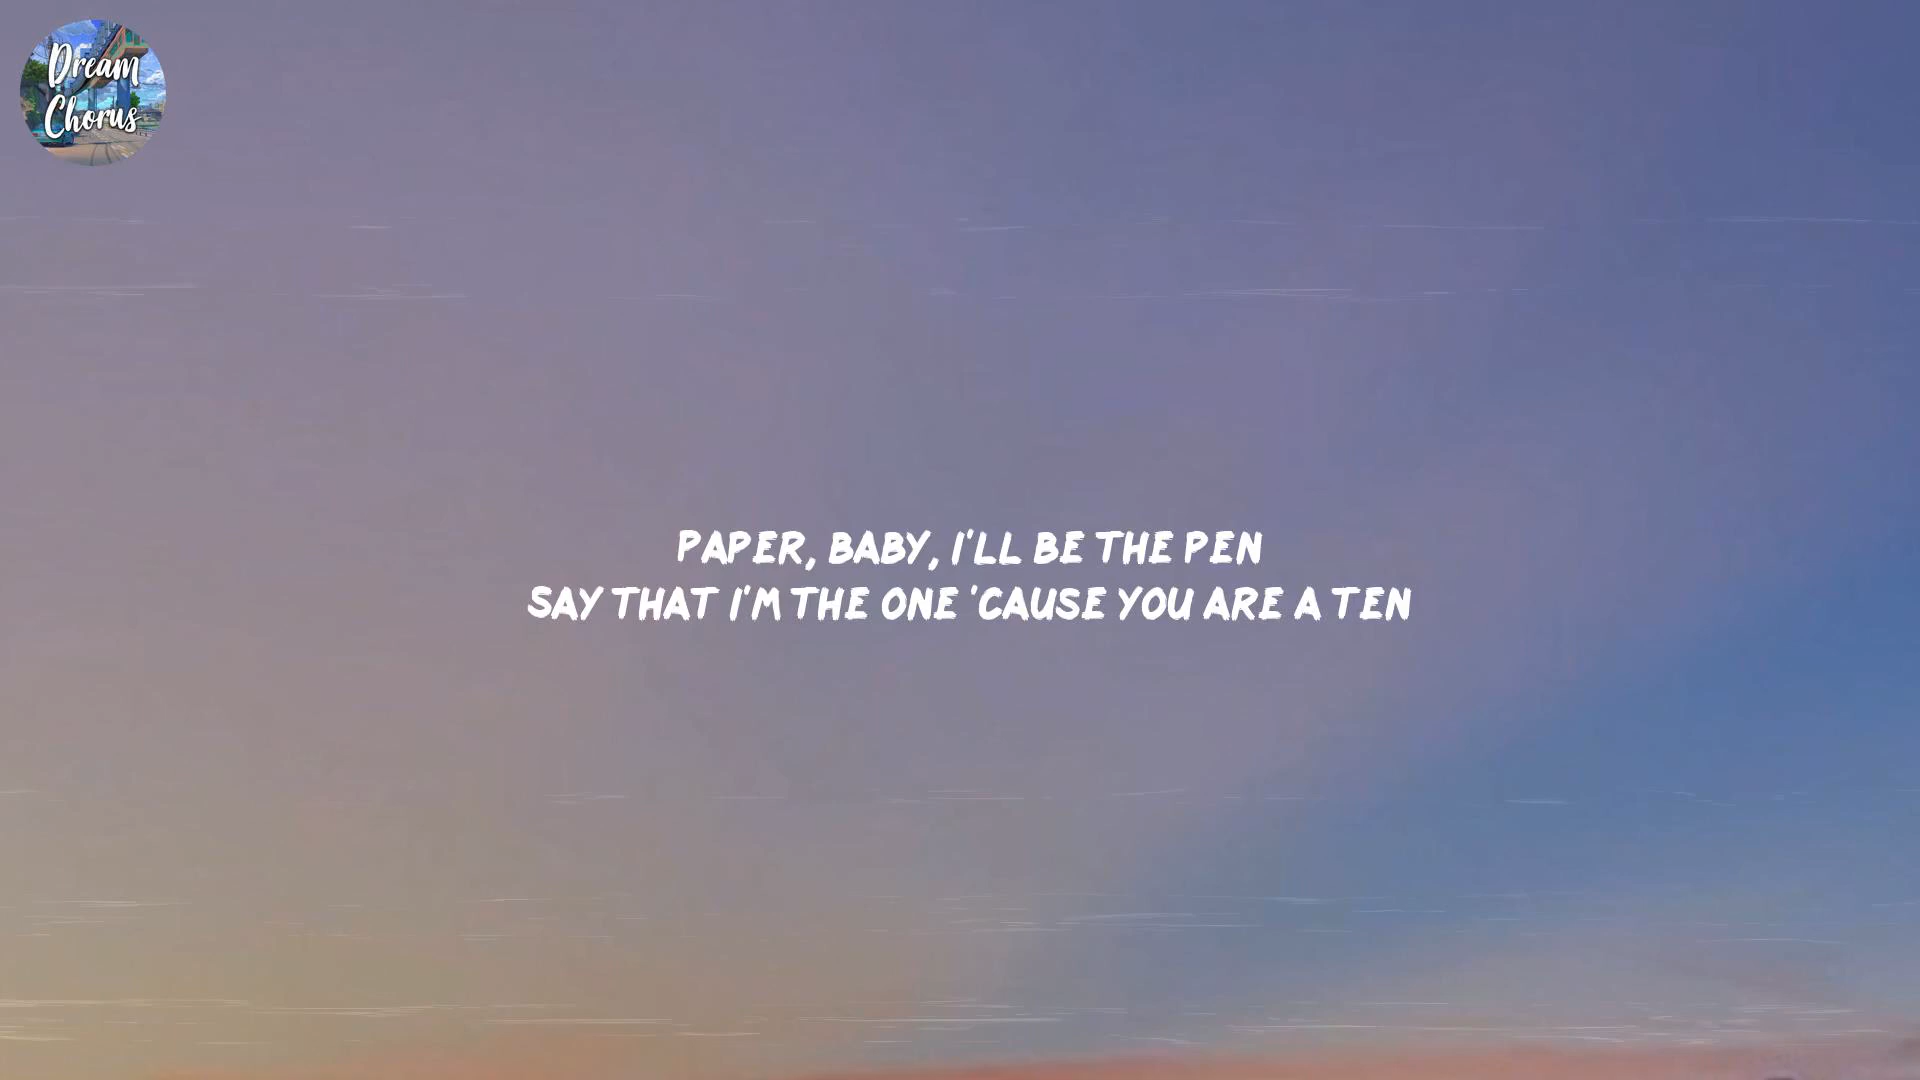 Dream
Chorus
PAPER, BABY, I'LL BE THE PEN
SAY THAT I'M THE ONE 'CAUSE YOU ARE A TEN